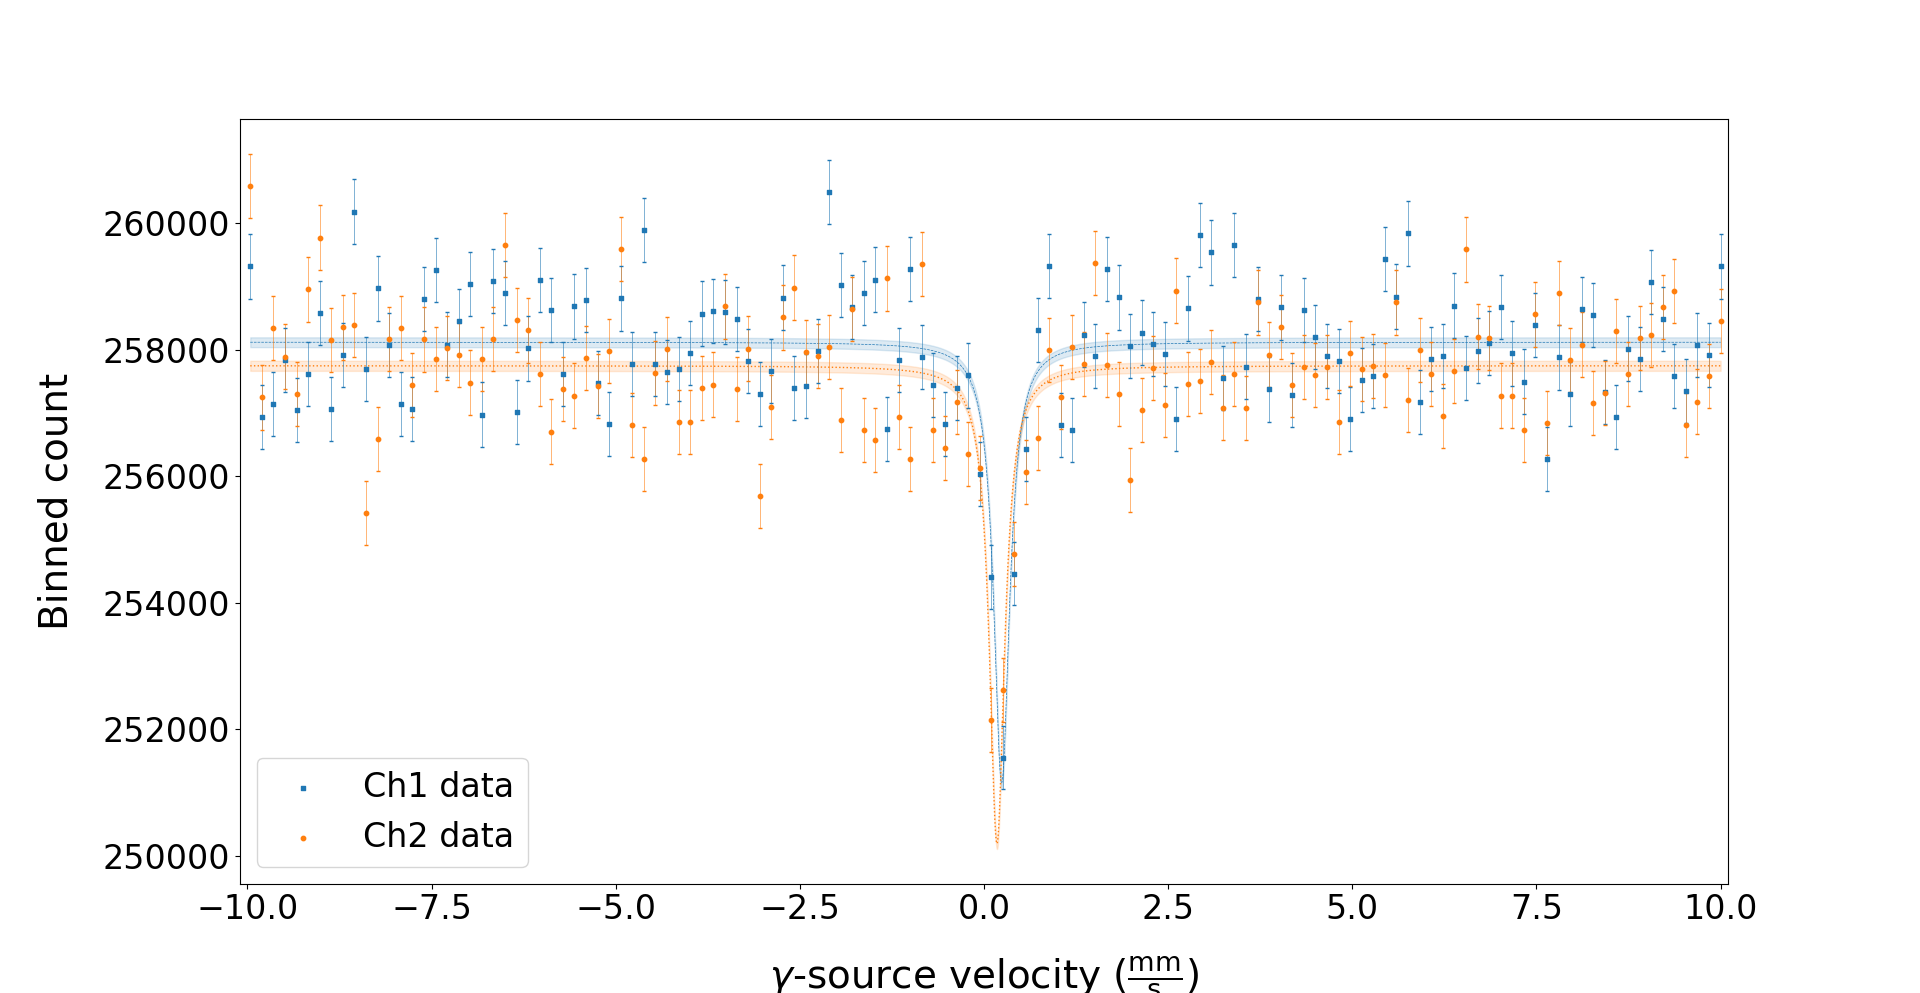 Binned count
260000
258000
256000
254000
252000
250000
Ch1 data
Ch2 data
−10.0 −7.5 −5.0 −2.5 0.0 2.5 5.0 7.5 10.0
γ-source velocity (mm/s)